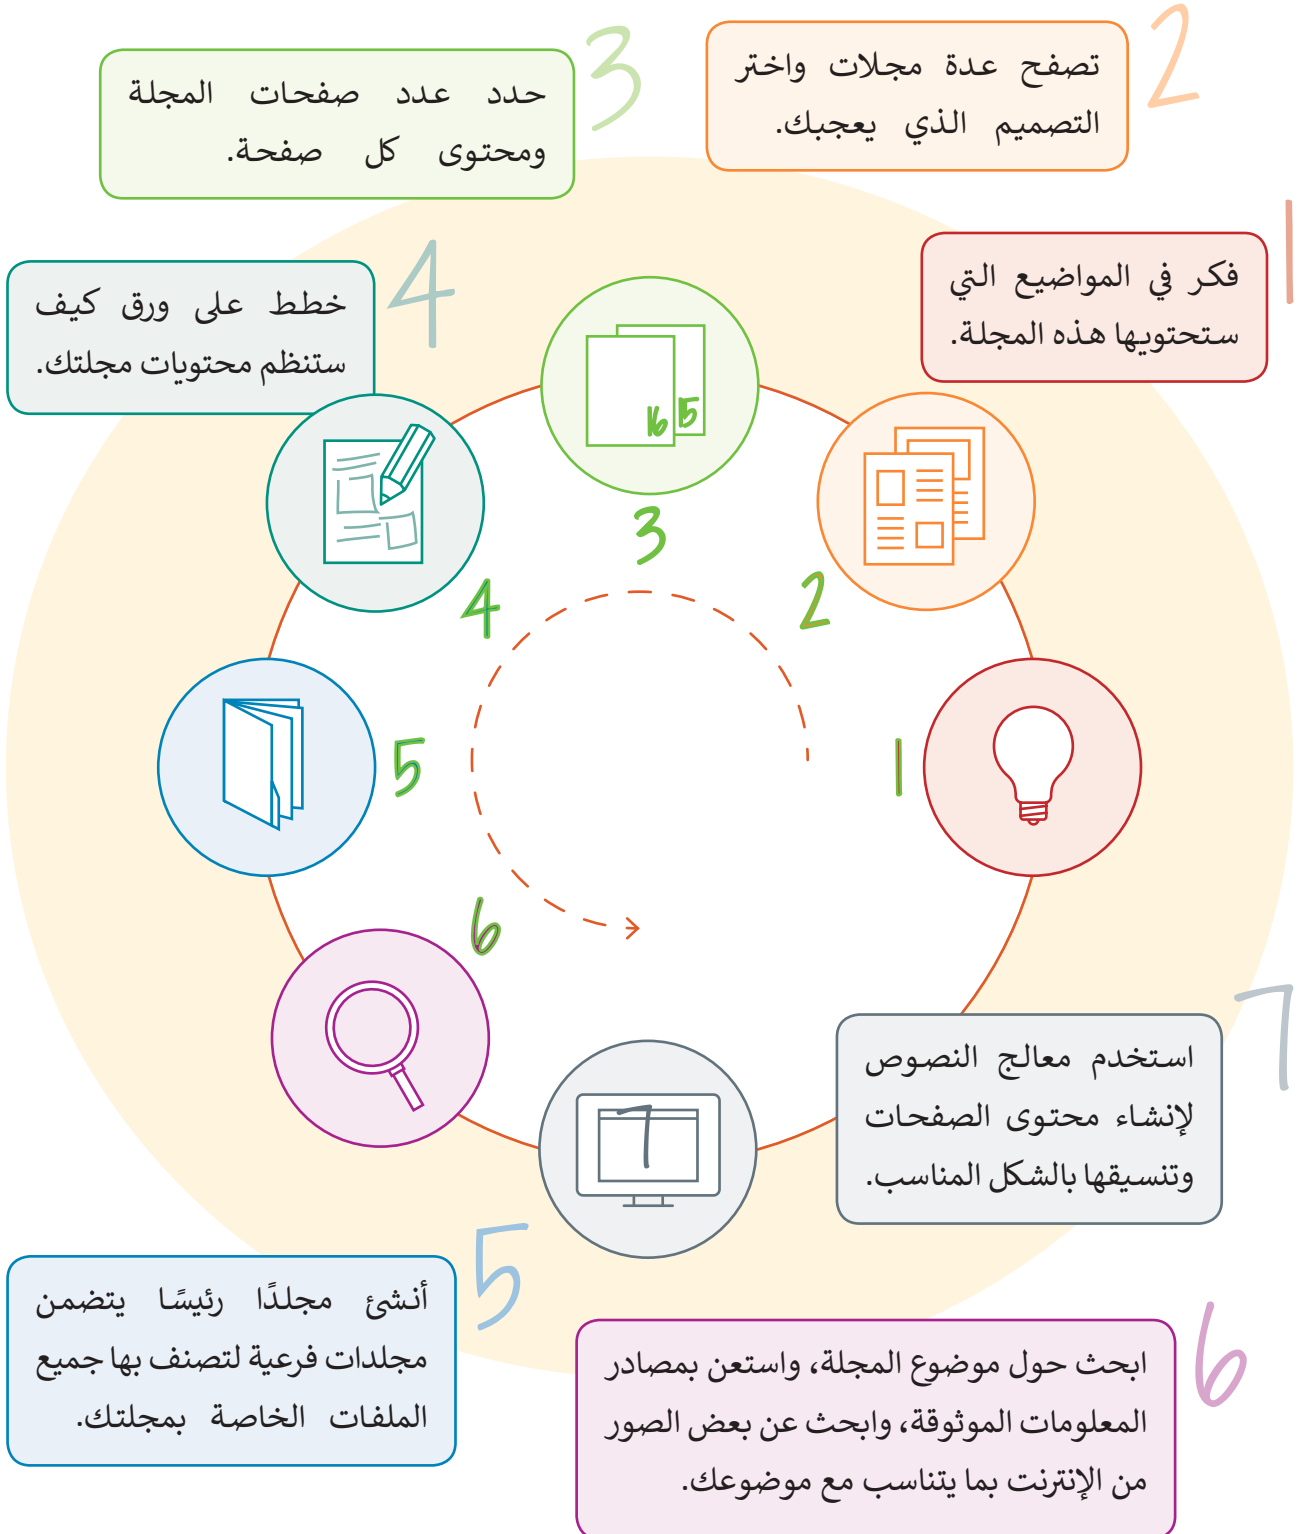 1
فكر في المواضيع التي
ستحتويها هذه المجلة.
2
تصفح عدة مجلات واختر
التصميم الذي يعجبك.
3
حدد عدد صفحات المجلة
ومحتوى كل صفحة.
4
خطط على ورق كيف
ستنظم محتويات مجلتك.
16 15
3
2
4
1
5
6
7
7
استخدم معالج النصوص
لإنشاء محتوى الصفحات
وتنسيقها بالشكل المناسب.
5
أنشئ مجلدًا رئيسًا يتضمن
مجلدات فرعية لتصنف بها جميع
الملفات الخاصة بمجلتك.
6
ابحث حول موضوع المجلة، واستعن بمصادر
المعلومات الموثوقة، وابحث عن بعض الصور
من الإنترنت بما يتناسب مع موضوعك.